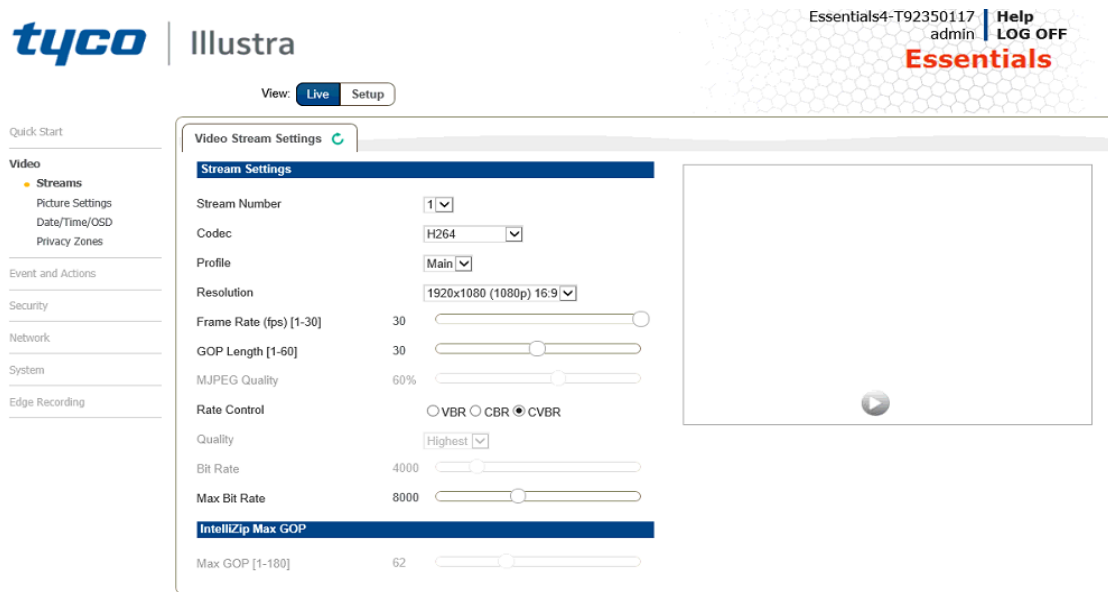 tyco | Illustra
Essentials4-T92350117 Help
admin LOG OFF
Essentials
View: Live Setup
Quick Start
Video
Streams
Picture Settings
Date/Time/OSD
Privacy Zones
Event and Actions
Security
Network
System
Edge Recording
Video Stream Settings
Stream Settings
Stream Number 1
Codec H264
Profile Main
Resolution 1920x1080 (1080p) 16:9
Frame Rate (fps) [1-30] 30
GOP Length [1-60] 30
MJPEG Quality 60%
Rate Control VBR CBR CVBR
Quality Highest
Bit Rate 4000
Max Bit Rate 8000
IntelliZip Max GOP
Max GOP [1-180] 62